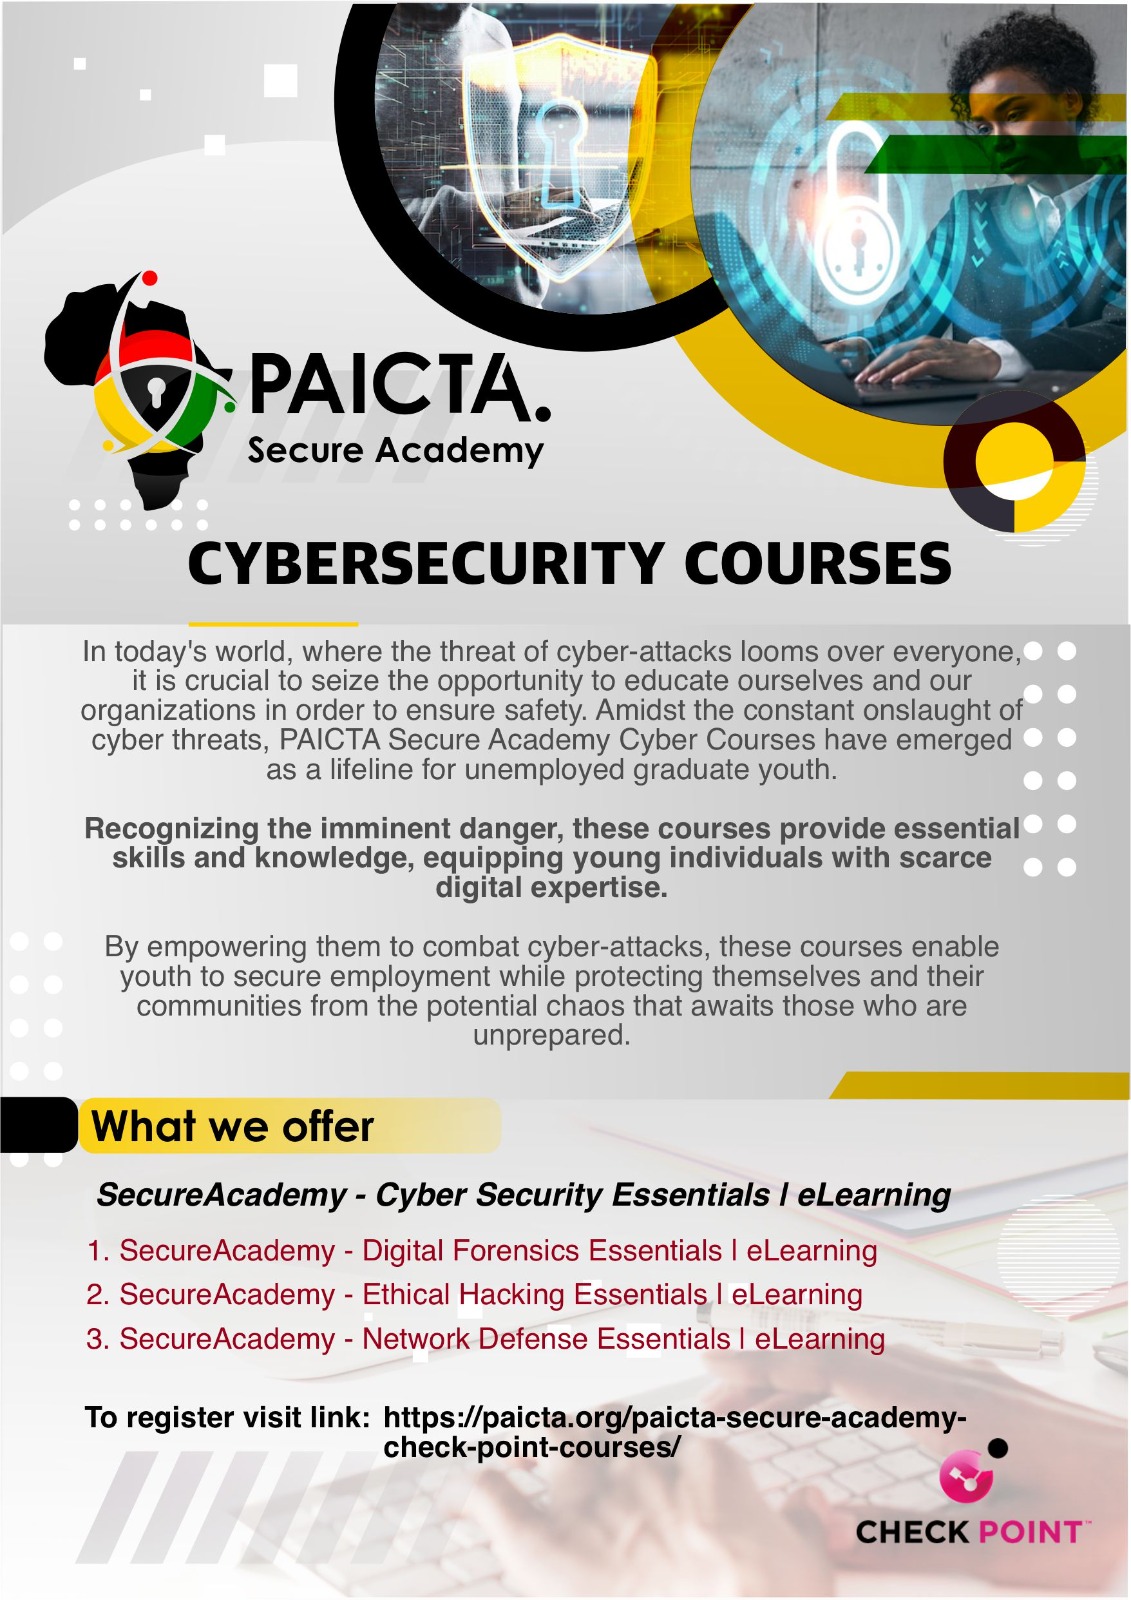 PAICTA.
Secure Academy
CYBERSECURITY COURSES
In today's world, where the threat of cyber-attacks looms over everyone,
it is crucial to seize the opportunity to educate ourselves and our
organizations in order to ensure safety. Amidst the constant onslaught of
cyber threats, PAICTA Secure Academy Cyber Courses have emerged
as a lifeline for unemployed graduate youth.
Recognizing the imminent danger, these courses provide essential
skills and knowledge, equipping young individuals with scarce
digital expertise.
By empowering them to combat cyber-attacks, these courses enable
youth to secure employment while protecting themselves and their
communities from the potential chaos that awaits those who are
unprepared.
What we offer
SecureAcademy - Cyber Security Essentials | eLearning
1. SecureAcademy - Digital Forensics Essentials | eLearning
2. SecureAcademy - Ethical Hacking Essentials | eLearning
3. SecureAcademy - Network Defense Essentials | eLearning
To register visit link: https://paicta.org/paicta-secure-academy-
check-point-courses/
CHECK POINT™